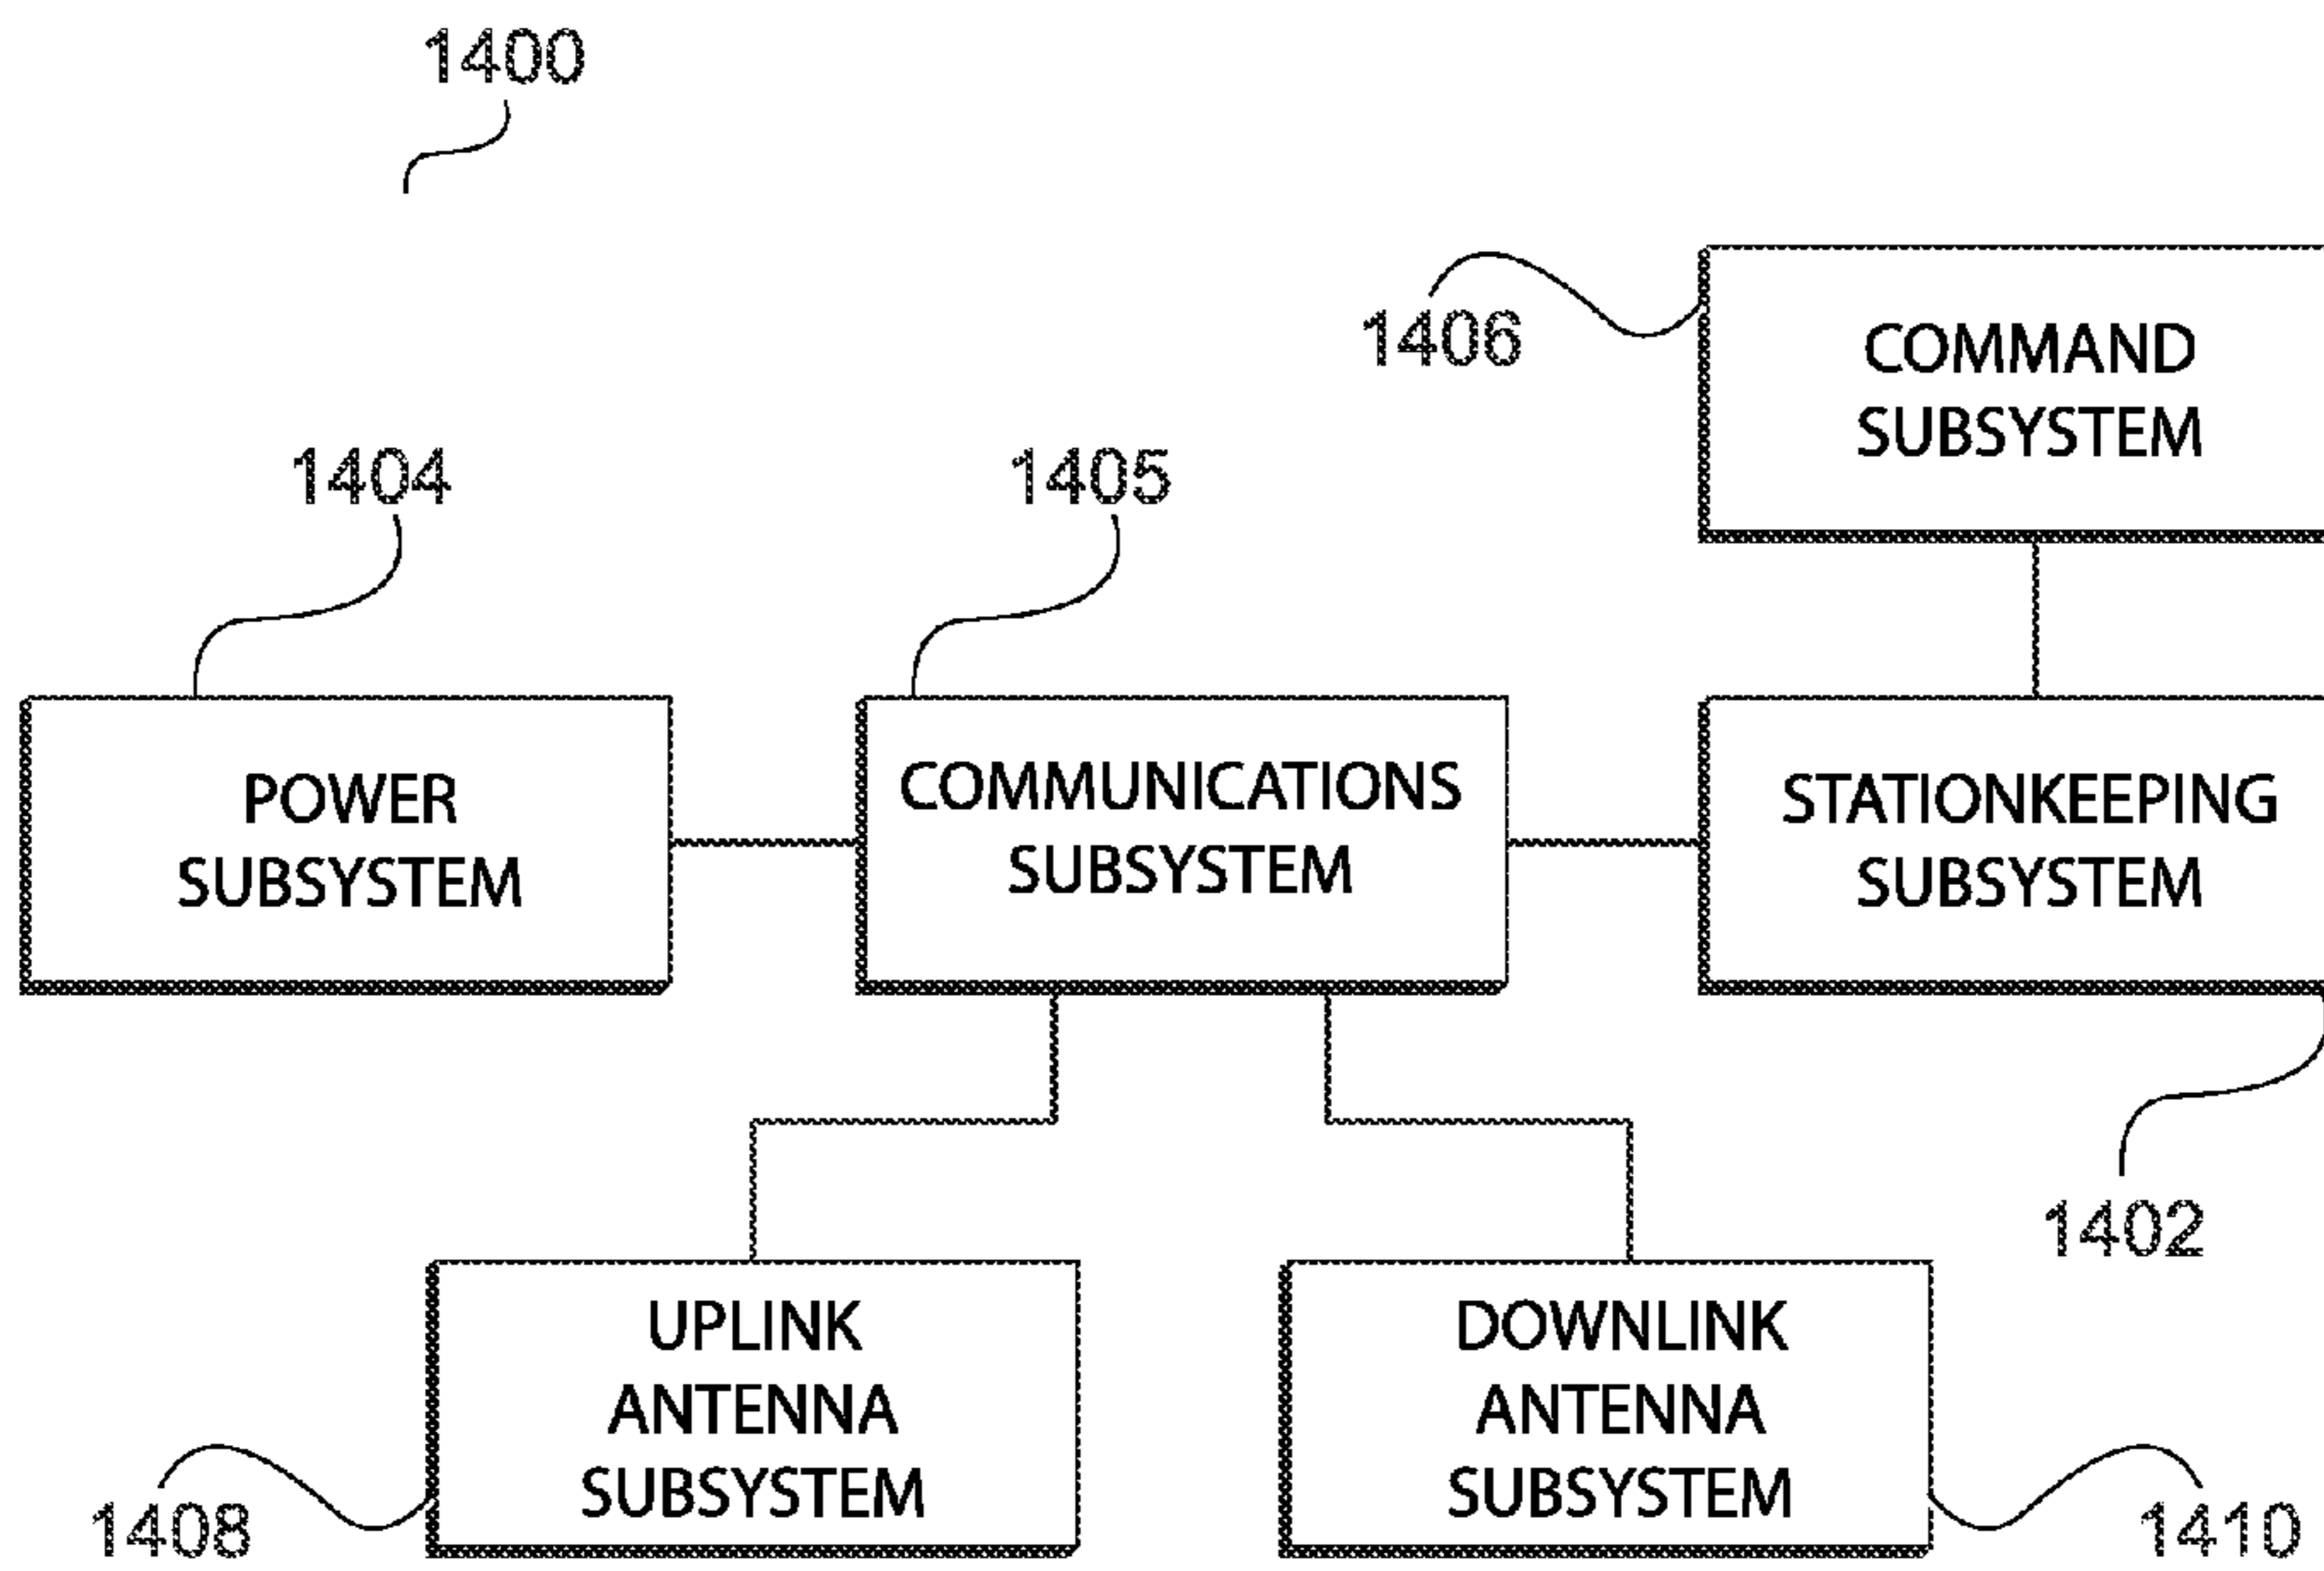 1400
1406
COMMAND
SUBSYSTEM
1404
1405
POWER
SUBSYSTEM
COMMUNICATIONS
SUBSYSTEM
STATIONKEEPING
SUBSYSTEM
1402
UPLINK
ANTENNA
SUBSYSTEM
DOWNLINK
ANTENNA
SUBSYSTEM
1408
1410